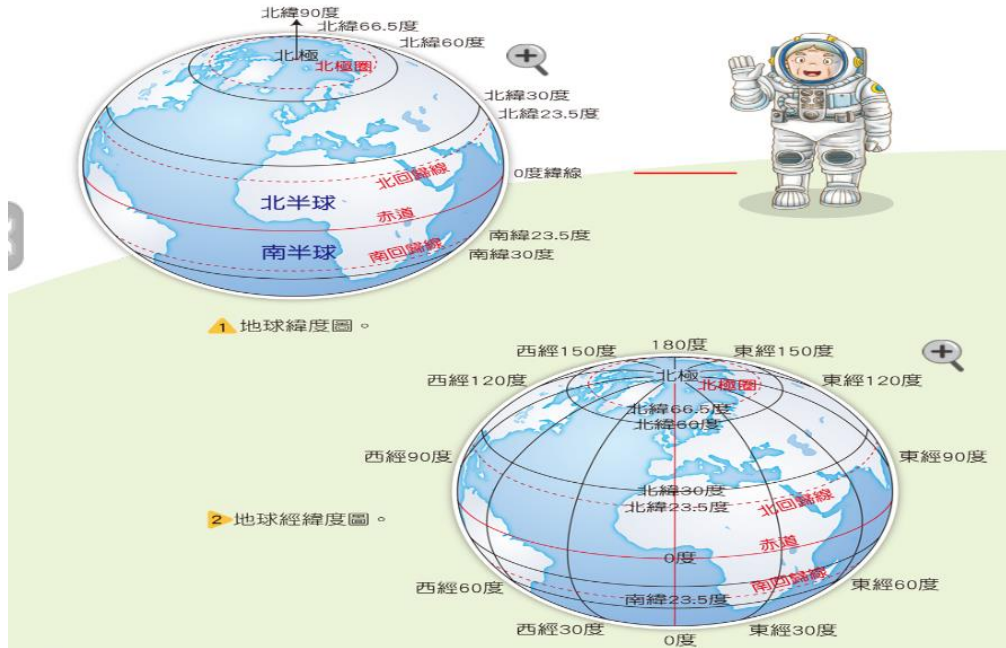 北緯90度
北緯66.5度
北緯60度
北極
北極圈
北緯30度
北緯23.5度
北回歸線
0度緯線
北半球
赤道
南緯23.5度
南半球
南回歸線
南緯30度
1 地球緯度圖。
180度
西經150度
東經150度
北極
西經120度
北極圈
東經120度
北緯66.5度
北緯60度
西經90度
東經90度
北緯30度
北回歸線
北緯23.5度
2 地球經緯度圖。
赤道
0度
南回歸線
西經60度
東經60度
南緯23.5度
西經30度
東經30度
0度